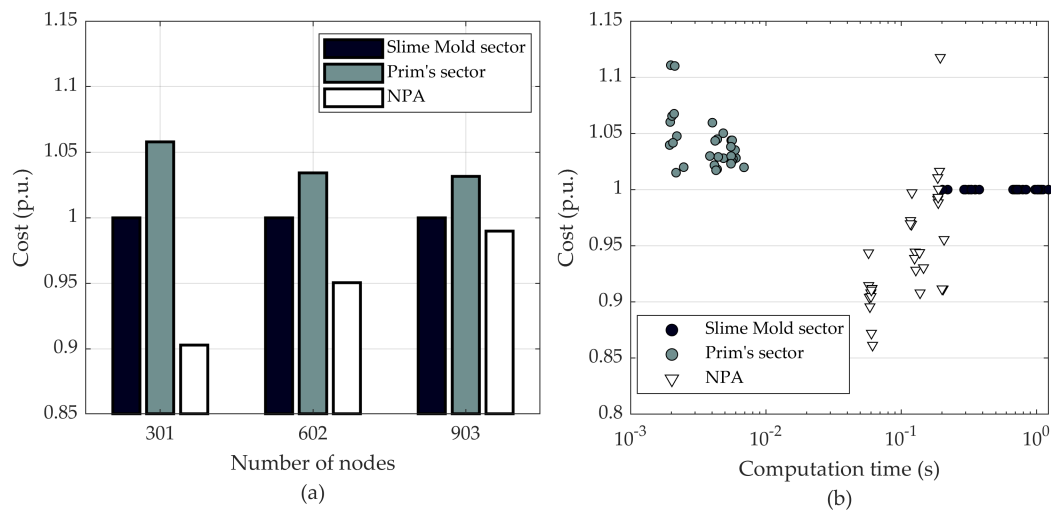 1.15
1.1
1.05
1
0.95
0.9
0.85
Cost (p.u.)
Slime Mold sector
Prim's sector
NPA
301 602 903
Number of nodes
(a)
1.15
1.1
1.05
1
0.95
0.9
0.85
0.8
Cost (p.u.)
Slime Mold sector
Prim's sector
NPA
10-3 10-2 10-1 100
Computation time (s)
(b)